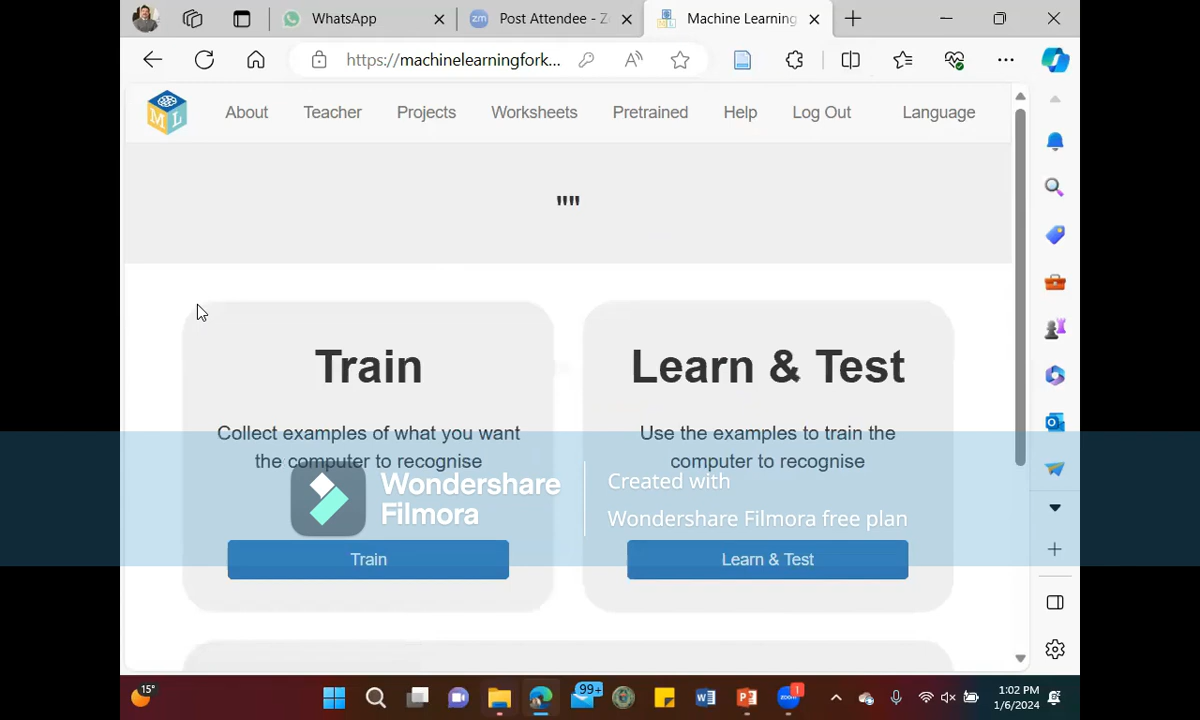 WhatsApp
zm
Post Attendee - Z
Machine Learning
https://machinelearningfork...
ML
About
Teacher
Projects
Worksheets
Pretrained
Help
Log Out
Language
""
Train
Collect examples of what you want
the computer to recognise
Train
Learn & Test
Use the examples to train the
computer to recognise
Learn & Test
Wondershare
Filmora
Created with
Wondershare Filmora free plan
15°
99+
1
1:02 PM
1/6/2024